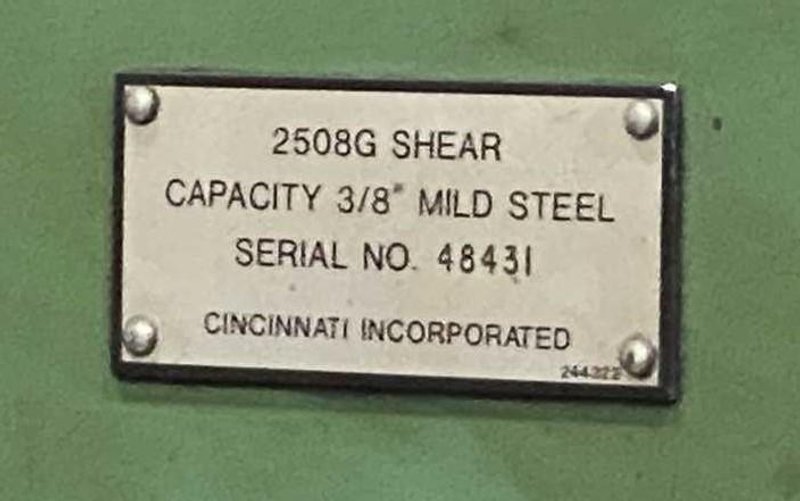 2508G SHEAR
CAPACITY 3/8" MILD STEEL
SERIAL NO. 48431
CINCINNATI INCORPORATED
244322